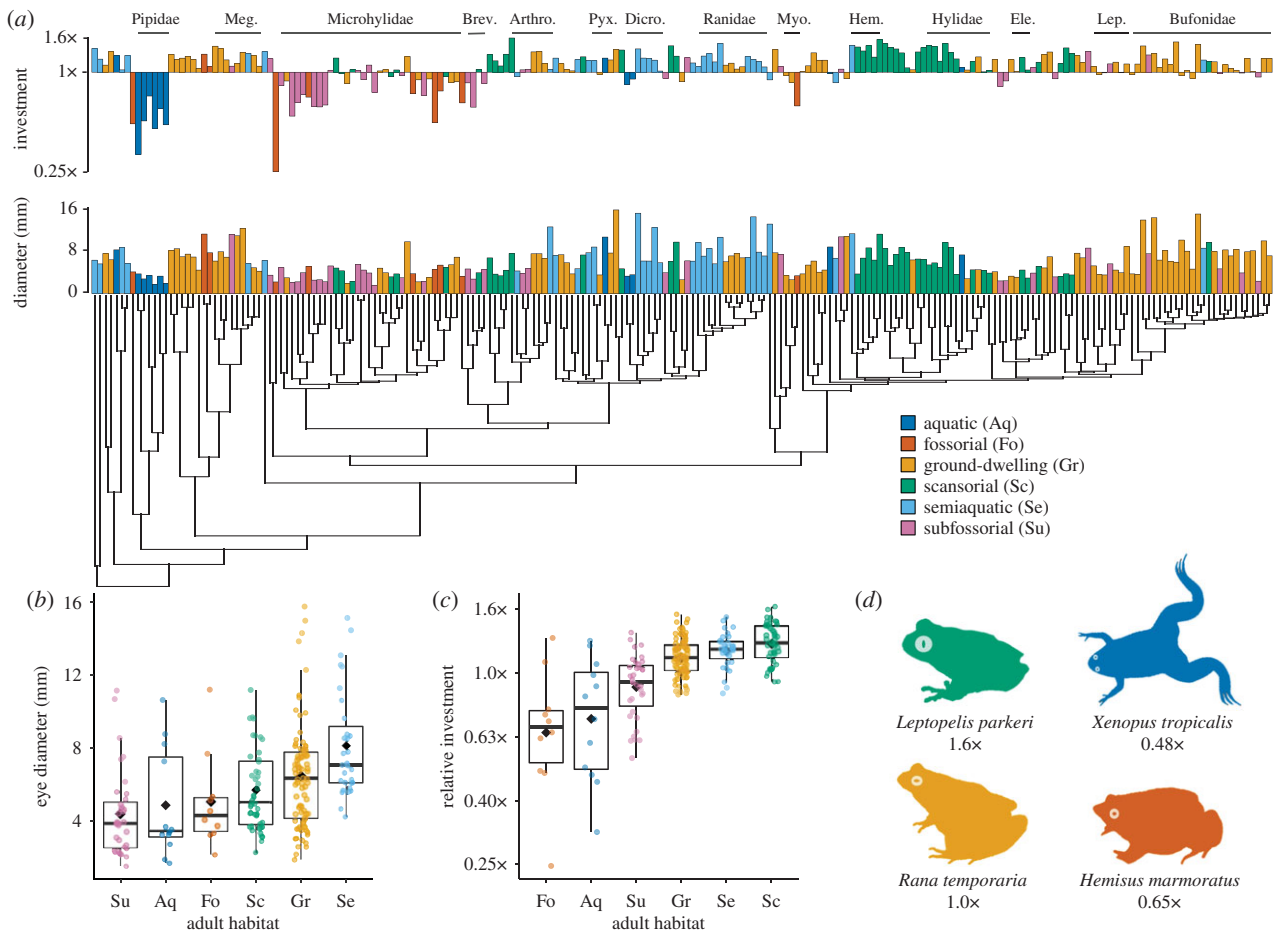 (a)
Pipidae Meg. Microhylidae Brev. Arthro. Pyx. Dicro. Ranidae Myo. Hem. Hylidae Ele. Lep. Bufonidae
investment
1.6×
1×
0.25×
diameter (mm)
16
8
0
aquatic (Aq)
fossorial (Fo)
ground-dwelling (Gr)
scansorial (Sc)
semiaquatic (Se)
subfossorial (Su)
(b)
eye diameter (mm)
16
12
8
4
Su Aq Fo Sc Gr Se
adult habitat
(c)
relative investment
1.6×
1.0×
0.63×
0.40×
0.25×
Fo Aq Su Gr Se Sc
adult habitat
(d)
Leptopelis parkeri
1.6×
Xenopus tropicalis
0.48×
Rana temporaria
1.0×
Hemisus marmoratus
0.65×